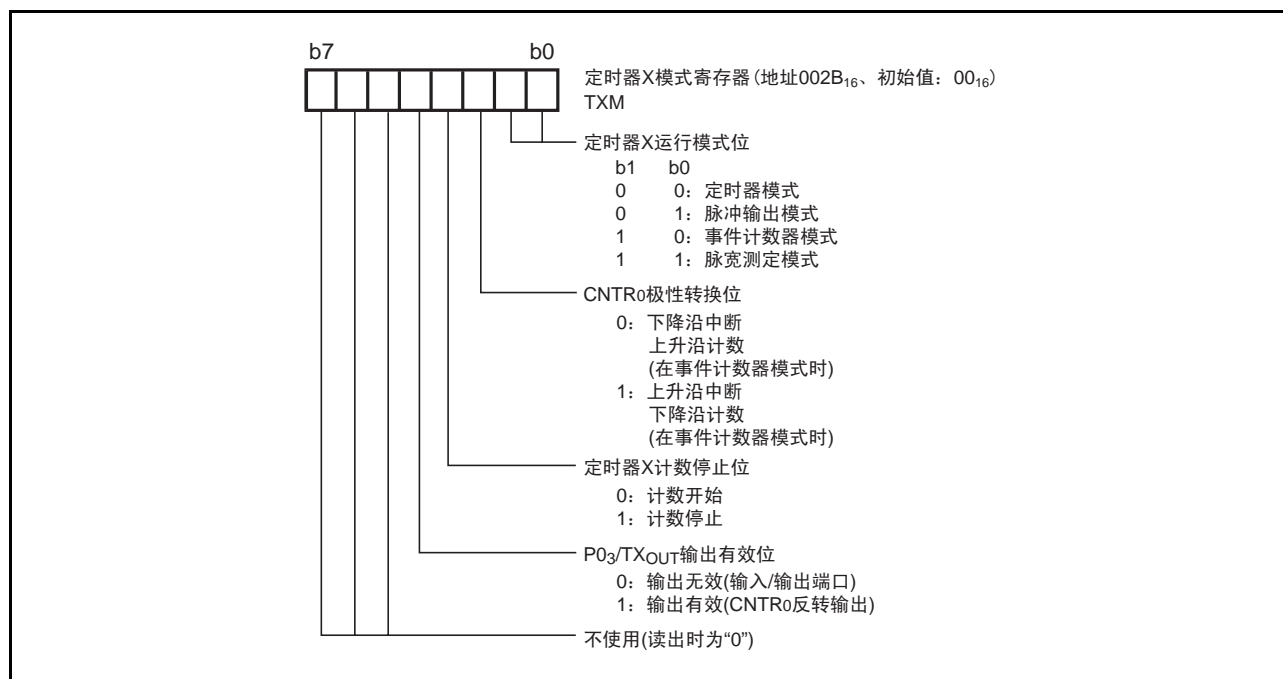 b7 b0
定时器X模式寄存器(地址002B16、初始值：0016)
TXM
定时器X运行模式位
b1 b0
0 0：定时器模式
0 1：脉冲输出模式
1 0：事件计数器模式
1 1：脉宽测定模式
CNTR0极性转换位
0：下降沿中断
上升沿计数
(在事件计数器模式时)
1：上升沿中断
下降沿计数
(在事件计数器模式时)
定时器X计数停止位
0：计数开始
1：计数停止
P03/TXOUT输出有效位
0：输出无效(输入/输出端口)
1：输出有效(CNTR0反转输出)
不使用(读出时为“0”)